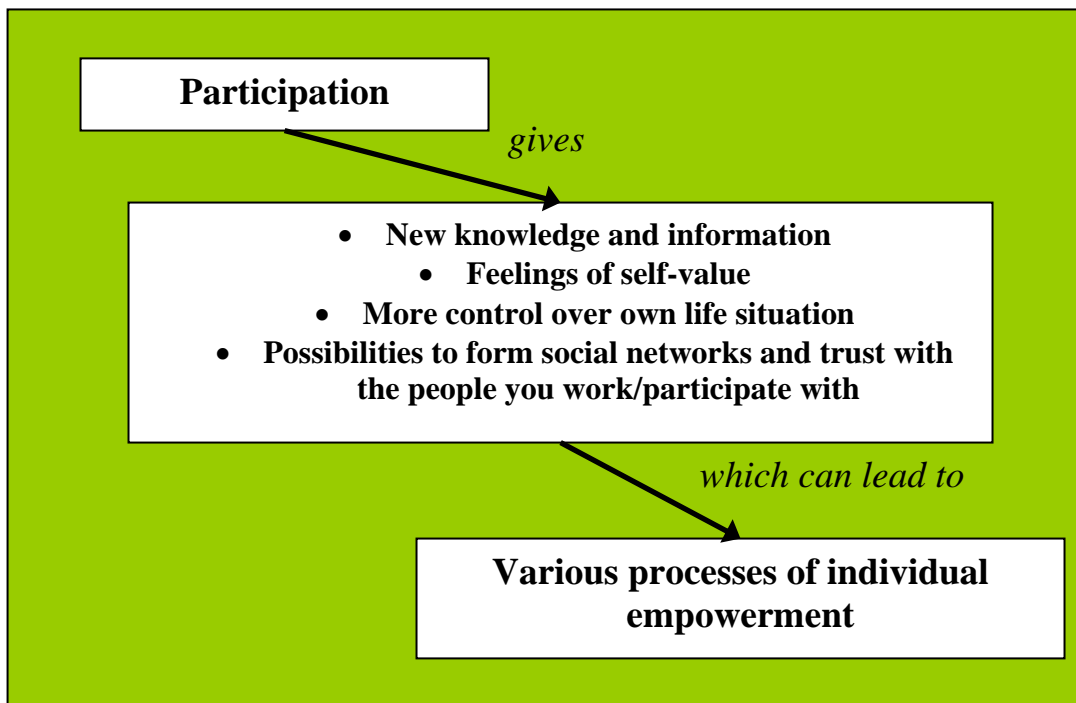 Participation
gives
• New knowledge and information
• Feelings of self-value
• More control over own life situation
• Possibilities to form social networks and trust with
the people you work/participate with
which can lead to
Various processes of individual
empowerment